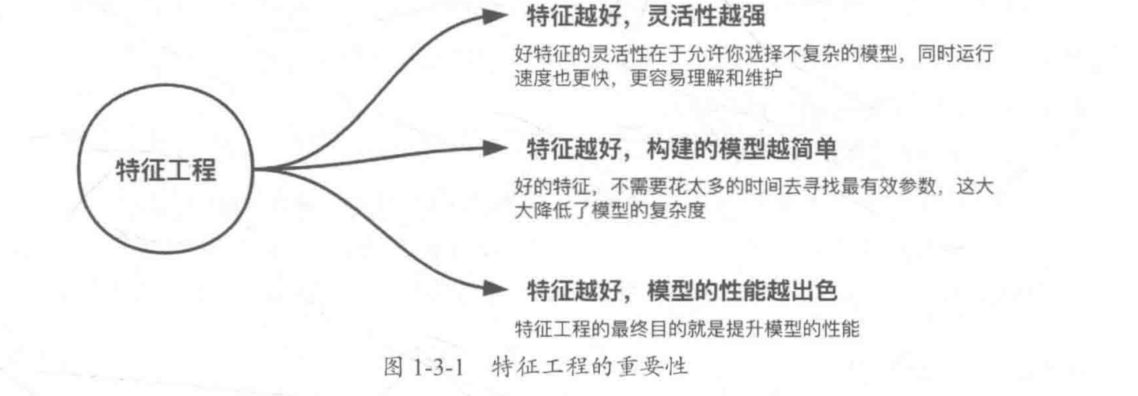 特征越好，灵活性越强
好特征的灵活性在于允许你选择不复杂的模型，同时运行
速度也更快，更容易理解和维护
特征工程
特征越好，构建的模型越简单
好的特征，不需要花太多的时间去寻找最有效参数，这大
大降低了模型的复杂度
特征越好，模型的性能越出色
特征工程的最终目的就是提升模型的性能
图 1-3-1 特征工程的重要性